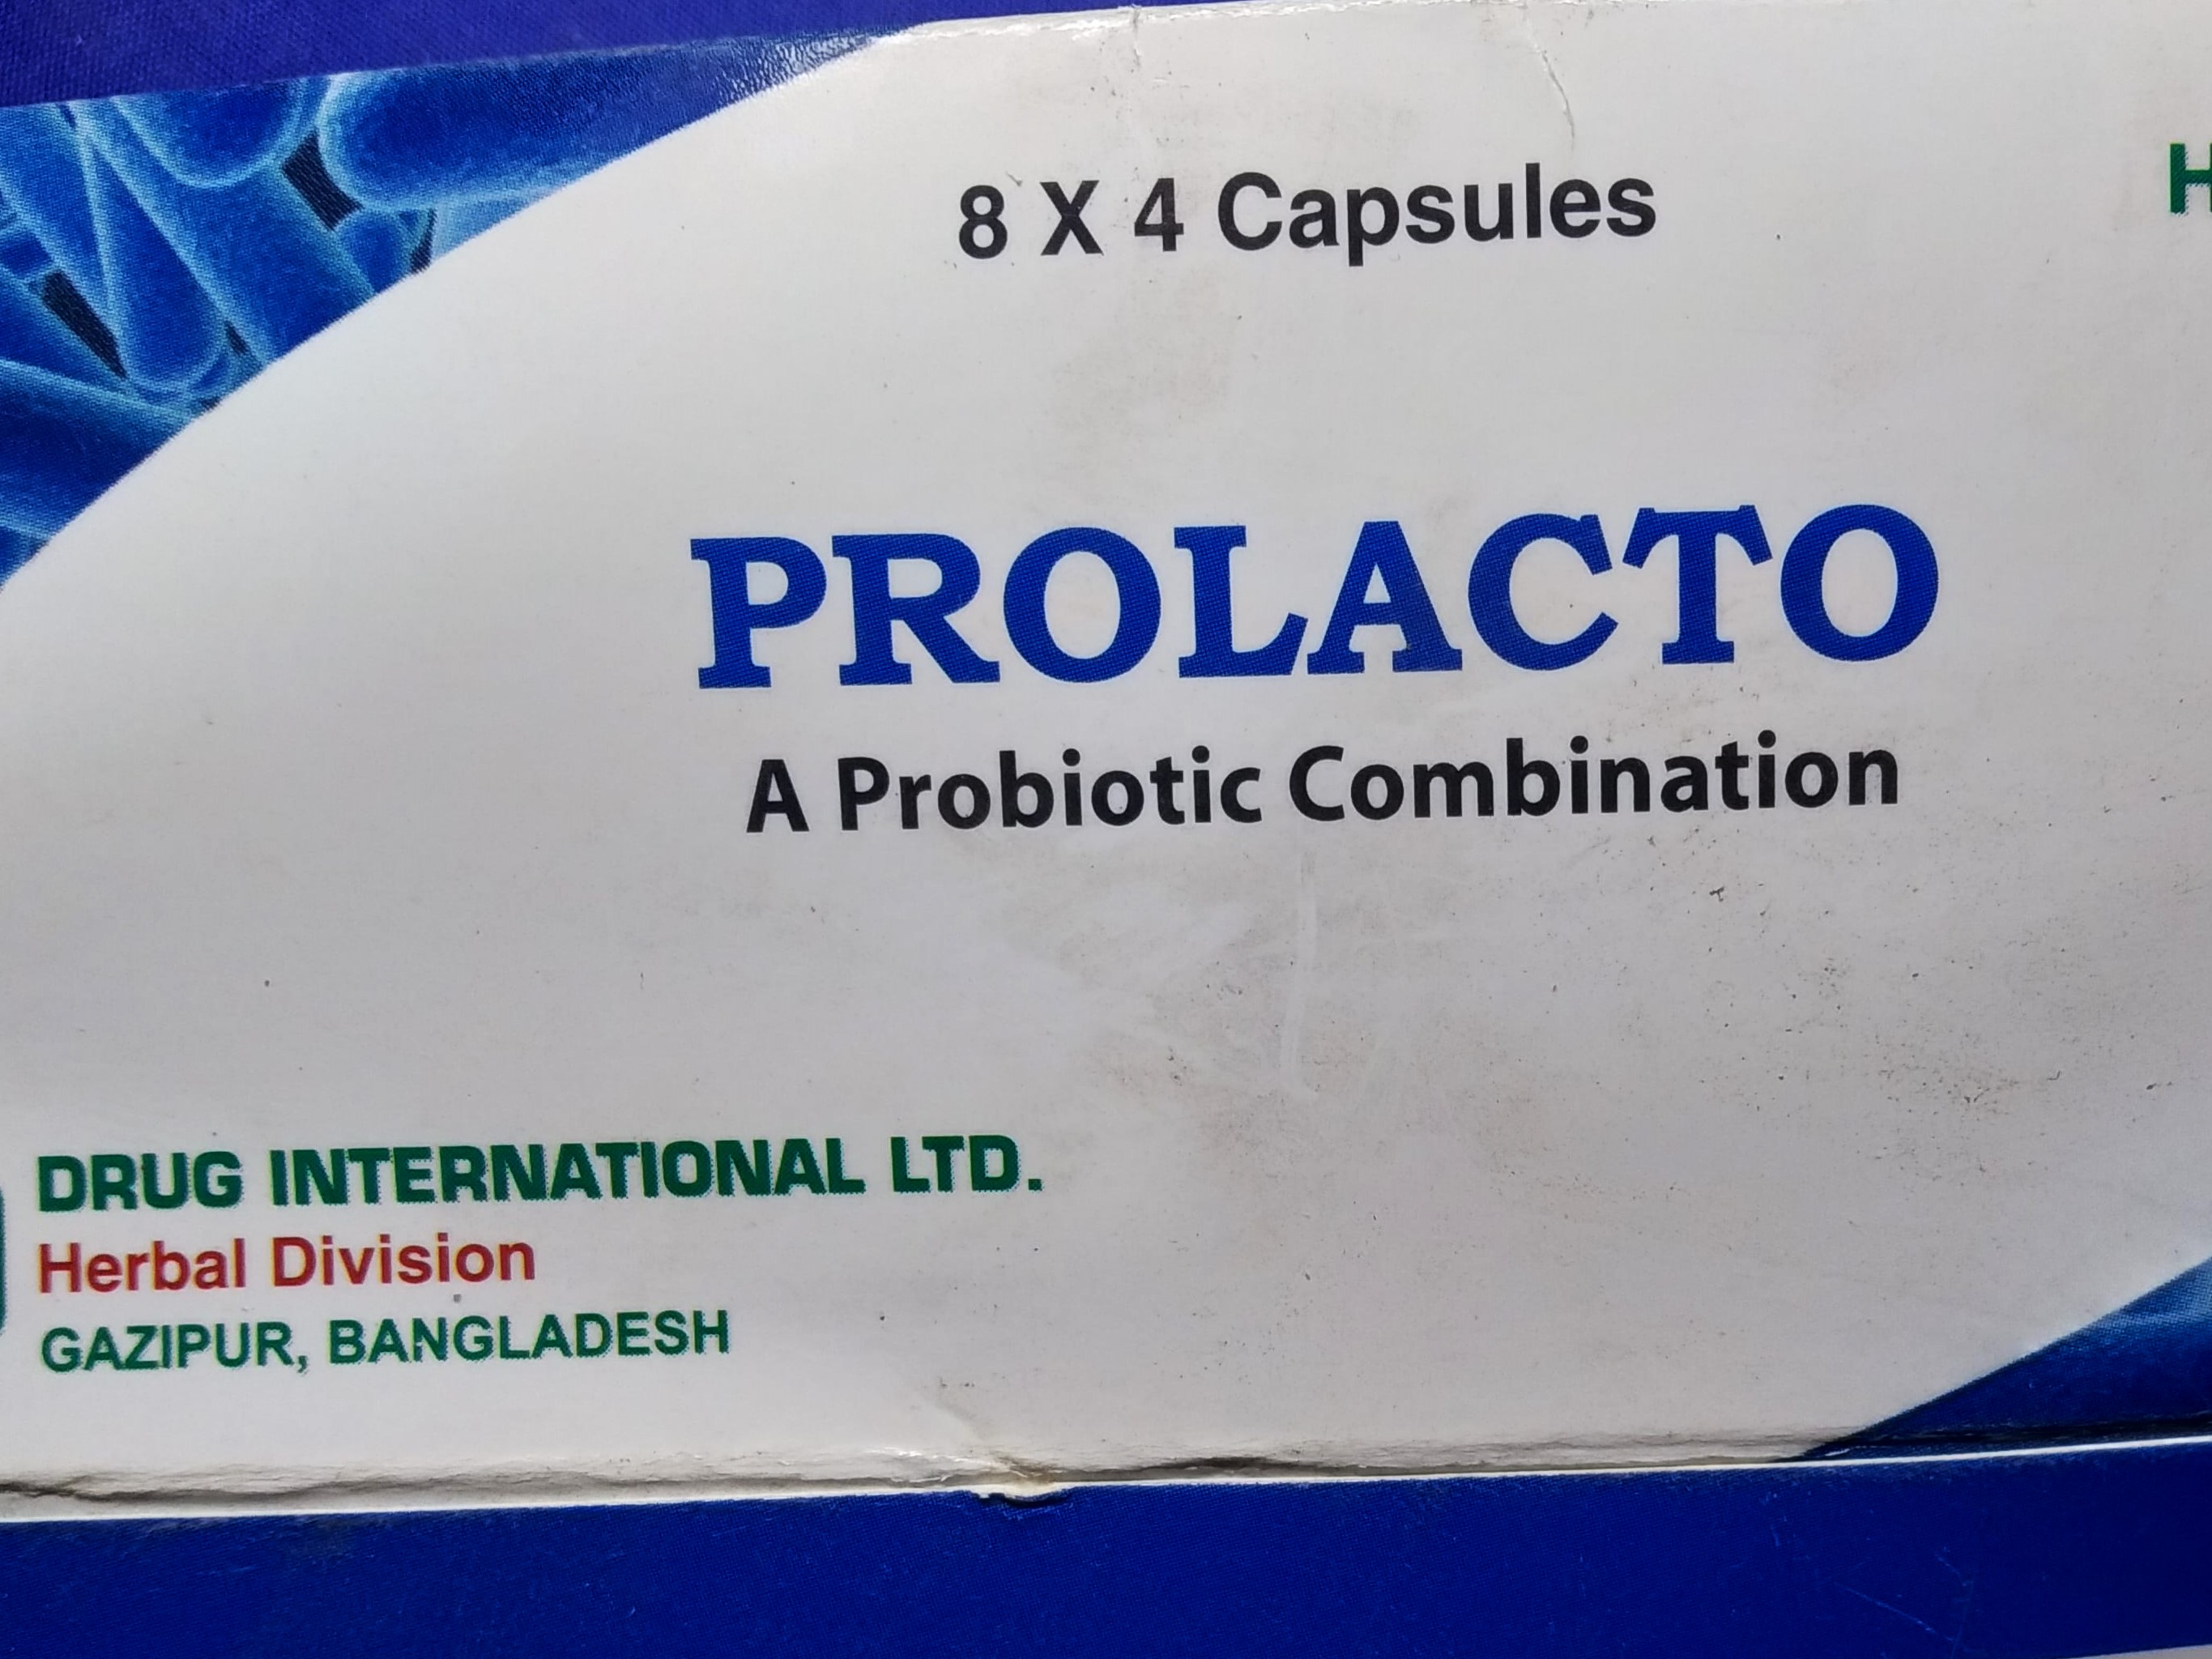 8 X 4 Capsules
PROLACTO
A Probiotic Combination
DRUG INTERNATIONAL LTD.
Herbal Division
GAZIPUR, BANGLADESH